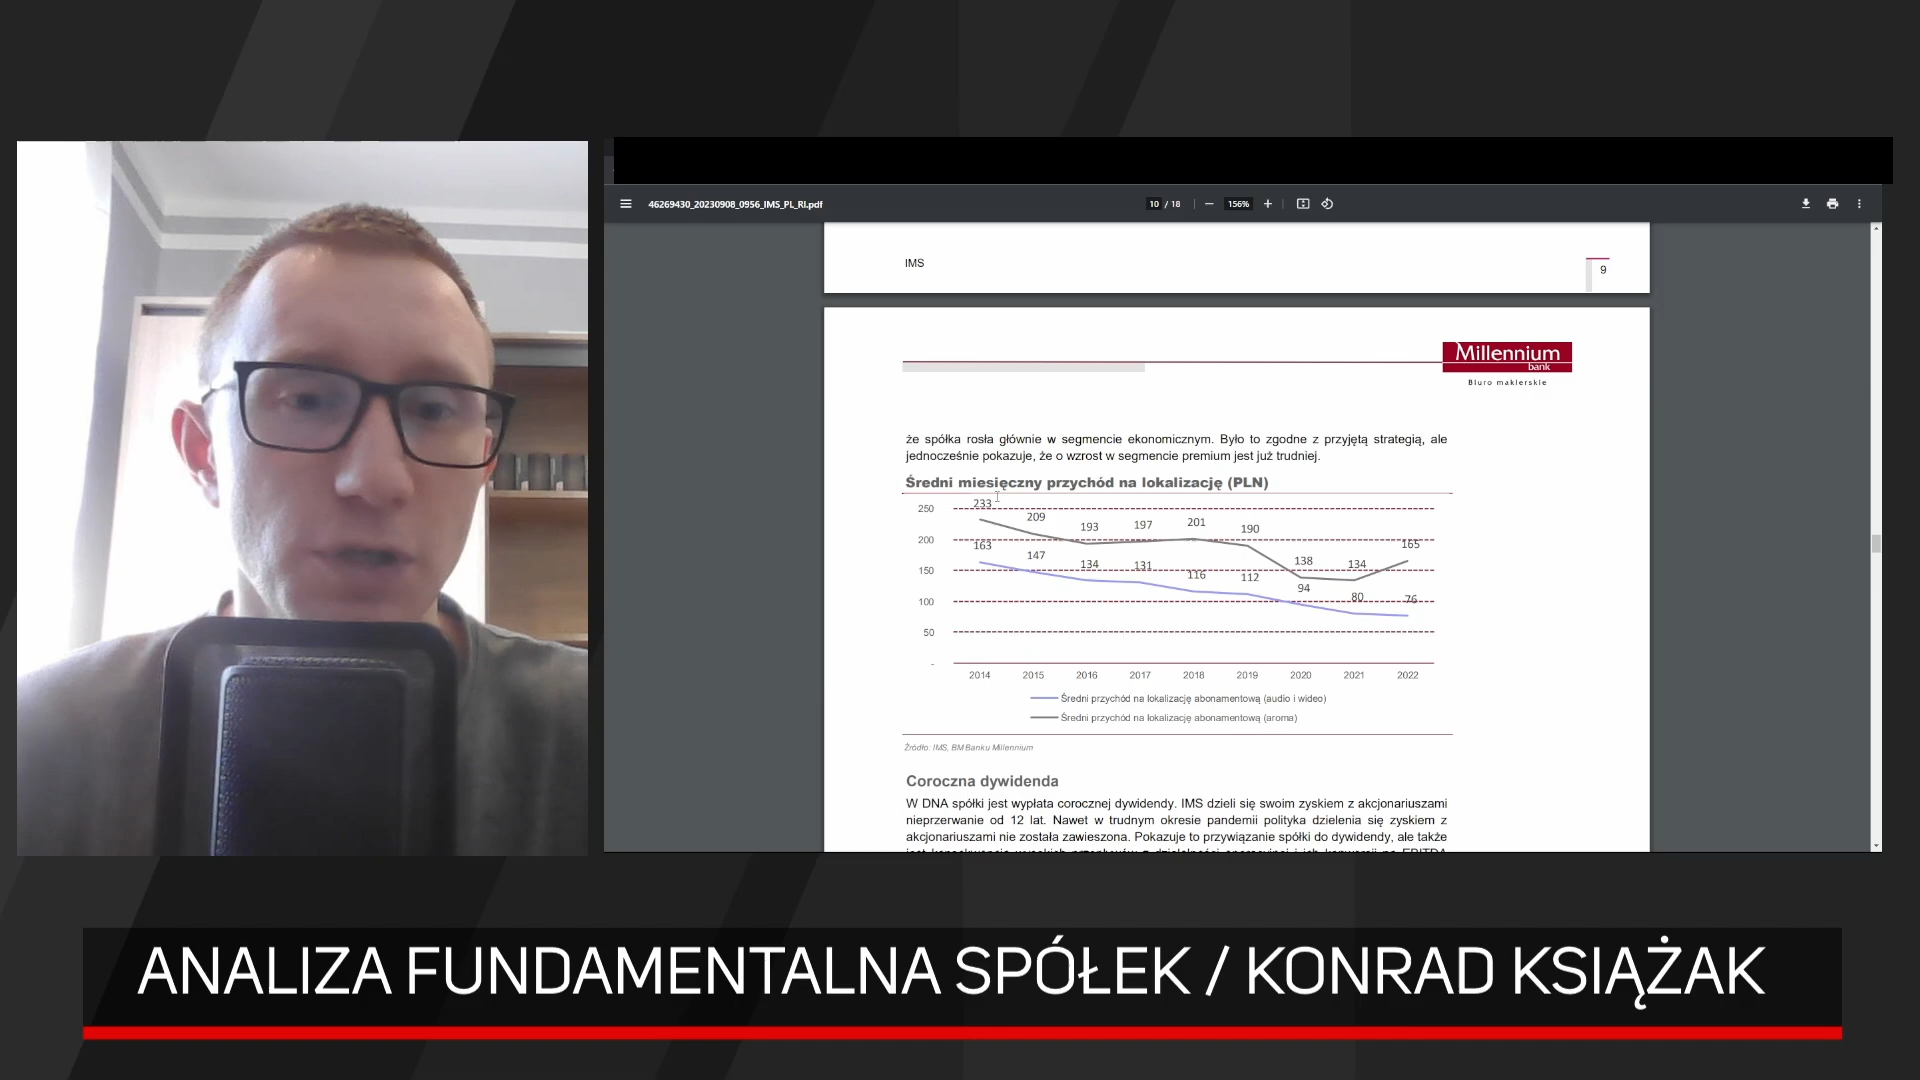 46269430_20230908_0956_IMS_PL_RI.pdf
10 / 18
156%
IMS
9
Millennium
bank
Biuro maklerskie
że spółka rosła głównie w segmencie ekonomicznym. Było to zgodne z przyjętą strategią, ale
jednocześnie pokazuje, że o wzrost w segmencie premium jest już trudniej.
Średni miesięczny przychód na lokalizację (PLN)
250
200
150
100
50
-
233
209
193
197
201
190
138
134
165
163
147
134
131
116
112
94
80
76
2014 2015 2016 2017 2018 2019 2020 2021 2022
Średni przychód na lokalizację abonamentową (audio i wideo)
Średni przychód na lokalizację abonamentową (aroma)
Źródło: IMS, BM Banku Millennium
Coroczna dywidenda
W DNA spółki jest wypłata corocznej dywidendy. IMS dzieli się swoim zyskiem z akcjonariuszami
nieprzerwanie od 12 lat. Nawet w trudnym okresie pandemii polityka dzielenia się zyskiem z
akcjonariuszami nie została zawieszona. Pokazuje to przywiązanie spółki do dywidendy, ale także
ANALIZA FUNDAMENTALNA SPÓŁEK / KONRAD KSIĄŻAK